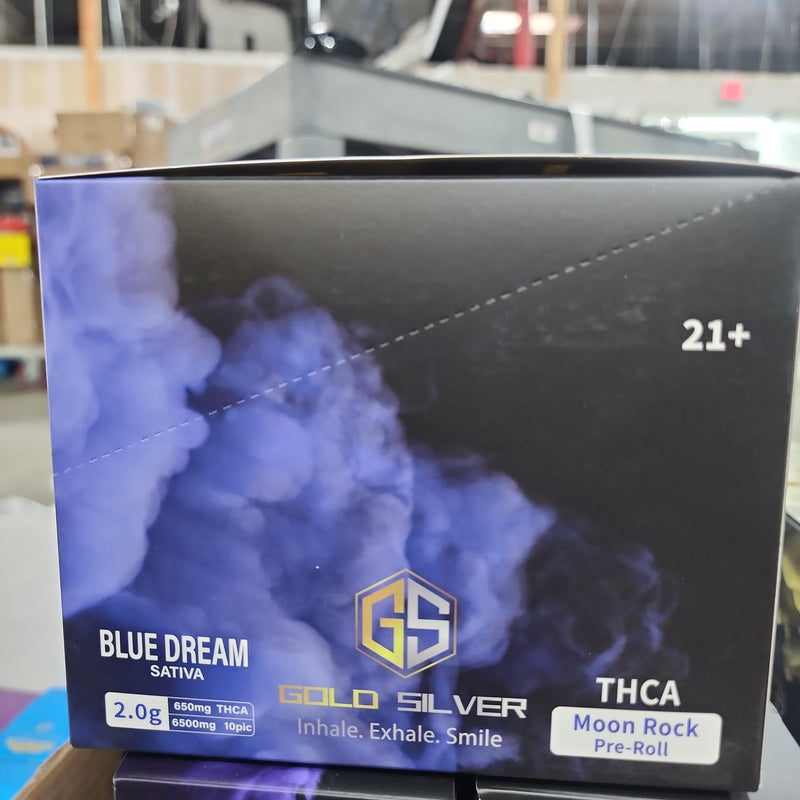 21+
BLUE DREAM
SATIVA
2.0g
650mg THCA
6500mg 10pic
GS
GOLD SILVER
Inhale. Exhale. Smile
THCA
Moon Rock
Pre-Roll